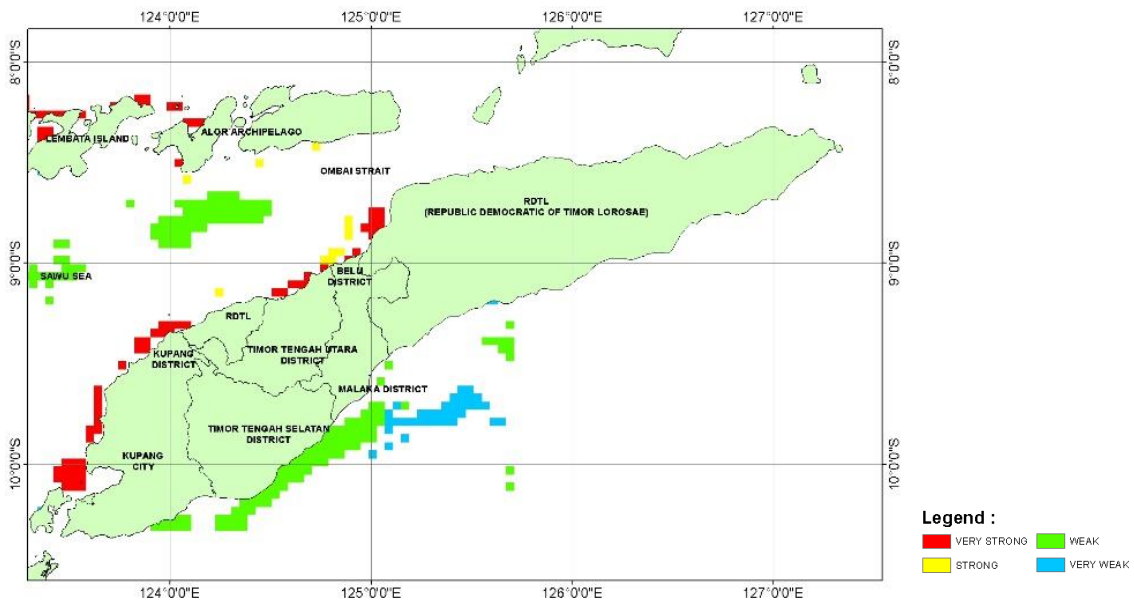 124°0'0"E 125°0'0"E 126°0'0"E 127°0'0"E
8°0'0"S 8°0'0"S
LEMBATA ISLAND
ALOR ARCHIPELAGO
OMBAI STRAIT
RDTL
(REPUBLIC DEMOCRATIC OF TIMOR LOROSAE)
9°0'0"S 9°0'0"S
SAWU SEA
BELU
DISTRICT
RDTL
KUPANG
DISTRICT
TIMOR TENGAH UTARA
DISTRICT
MALAKA DISTRICT
TIMOR TENGAH SELATAN
DISTRICT
KUPANG
CITY
10°0'0"S 10°0'0"S
124°0'0"E 125°0'0"E 126°0'0"E 127°0'0"E
Legend :
VERY STRONG WEAK
STRONG VERY WEAK